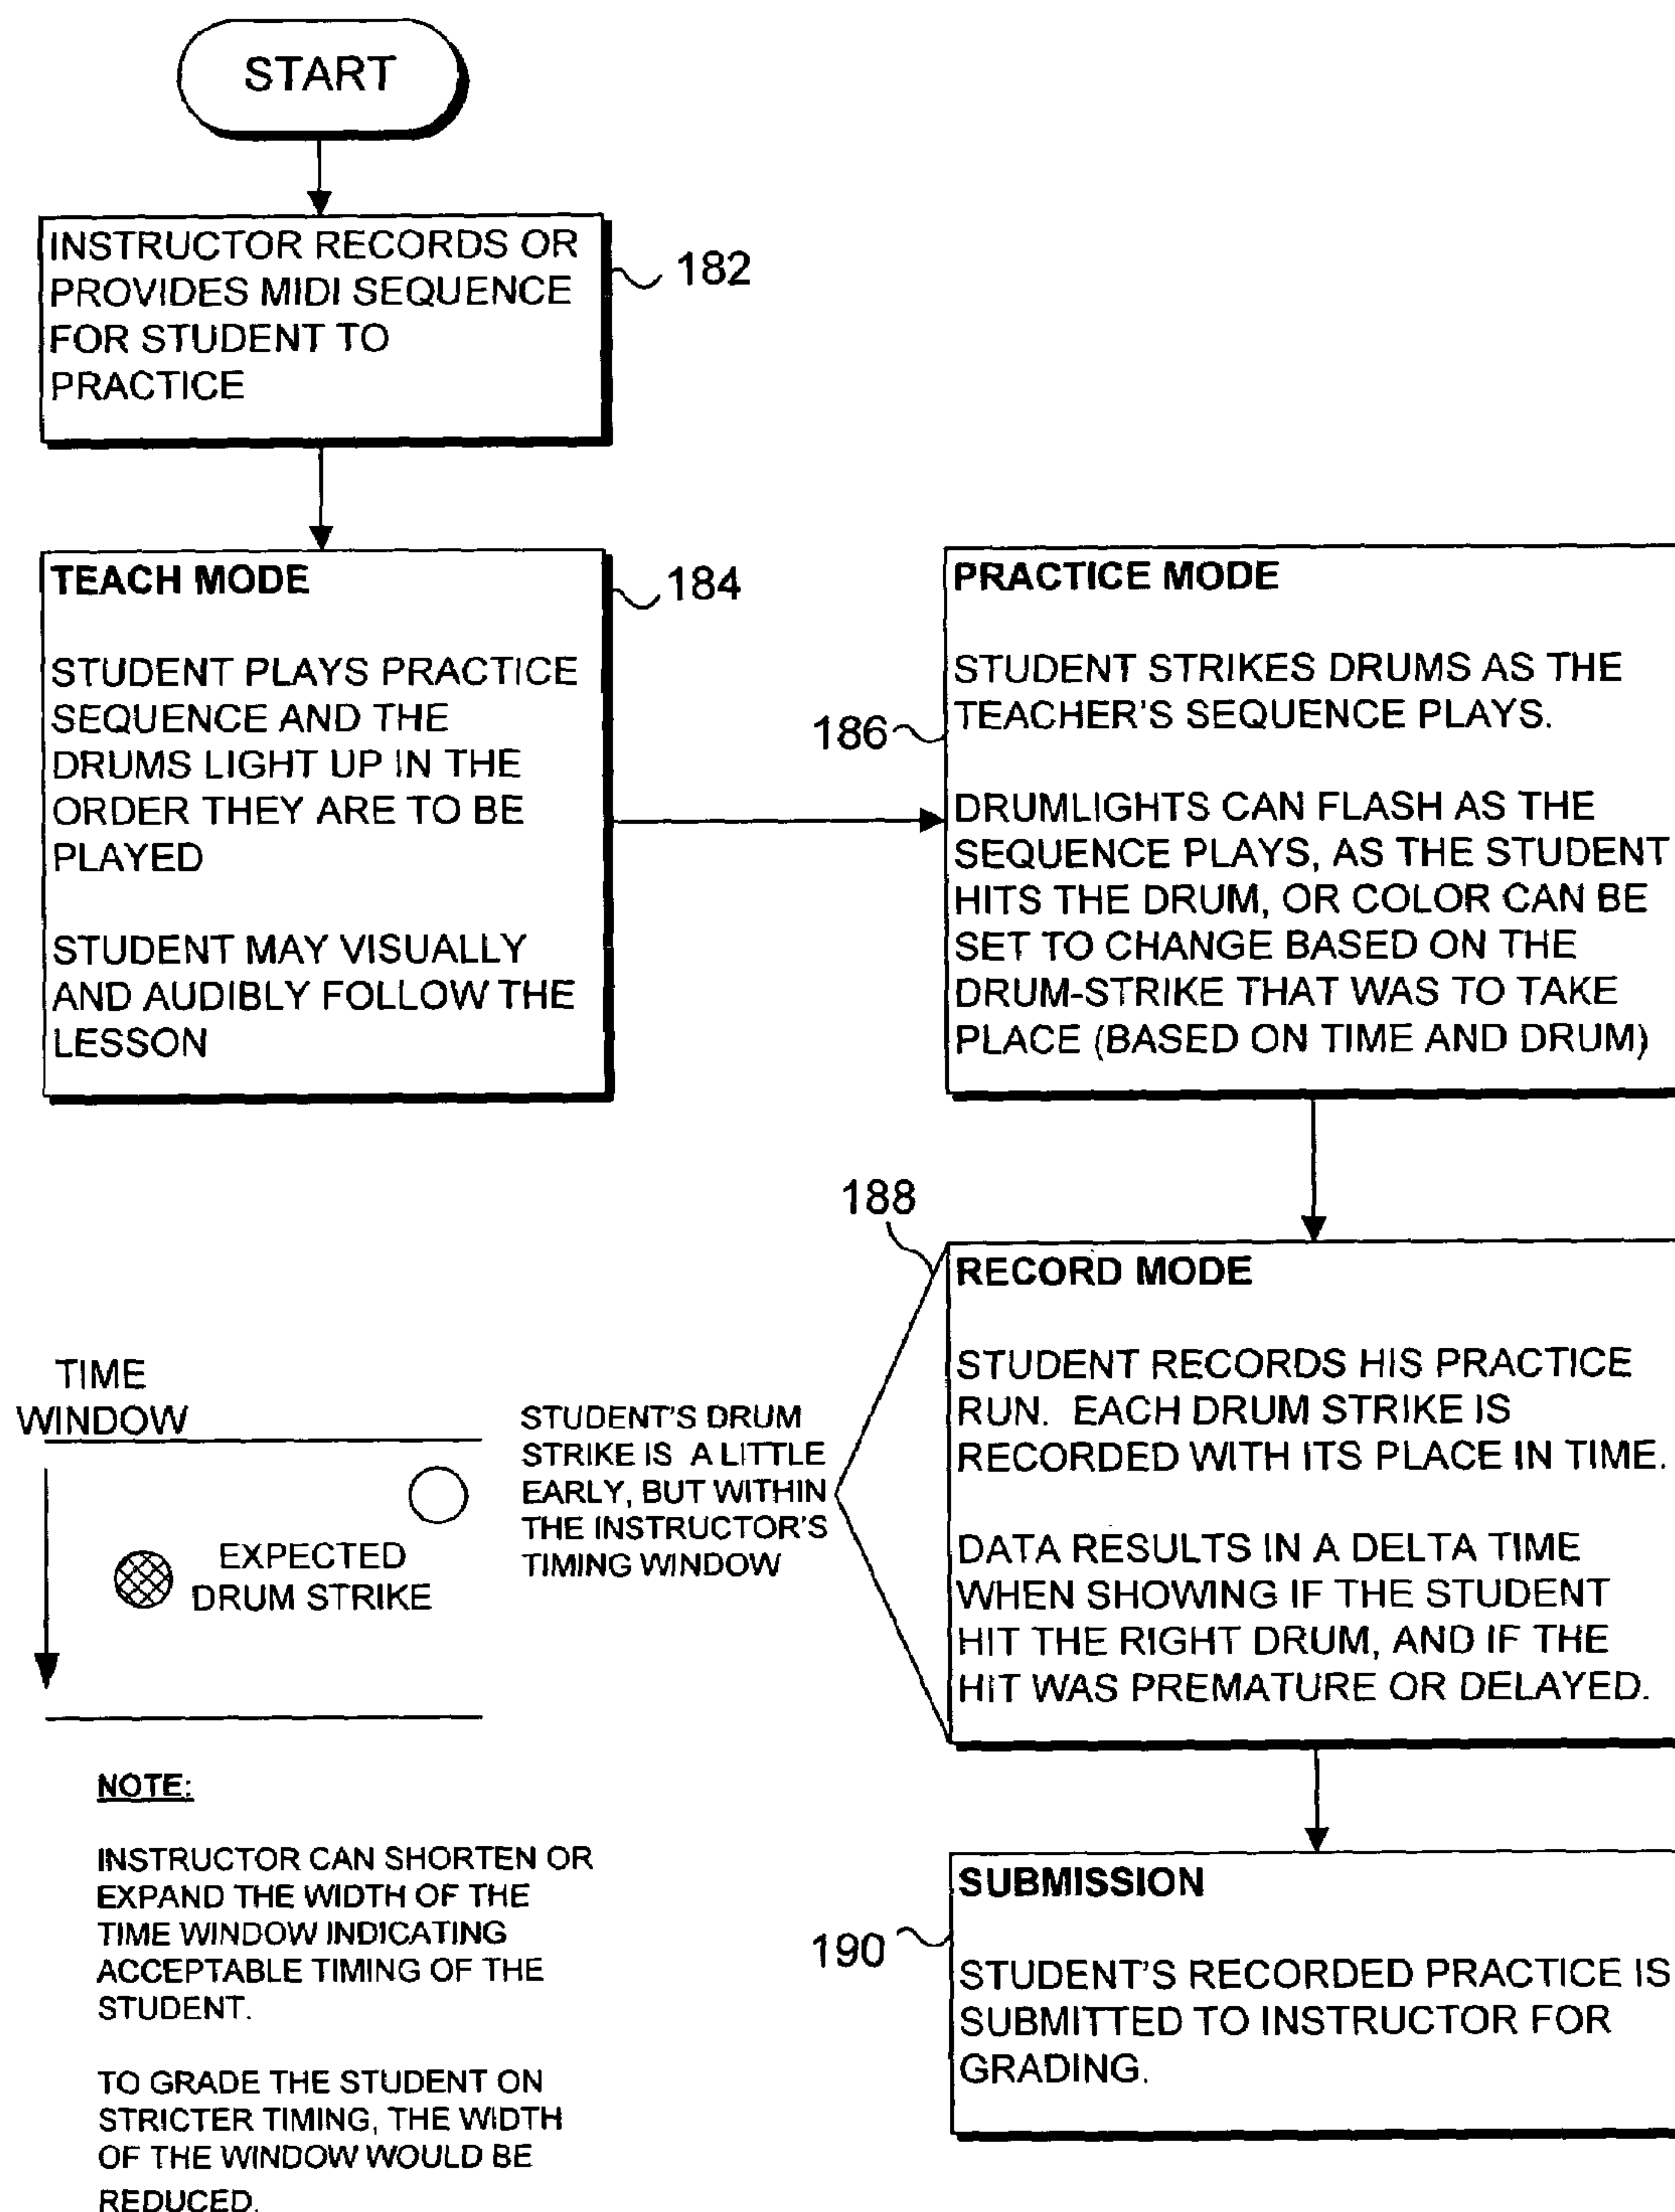 START
INSTRUCTOR RECORDS OR
PROVIDES MIDI SEQUENCE
FOR STUDENT TO
PRACTICE
182
TEACH MODE
STUDENT PLAYS PRACTICE
SEQUENCE AND THE
DRUMS LIGHT UP IN THE
ORDER THEY ARE TO BE
PLAYED
STUDENT MAY VISUALLY
AND AUDIBLY FOLLOW THE
LESSON
184
PRACTICE MODE
STUDENT STRIKES DRUMS AS THE
TEACHER'S SEQUENCE PLAYS.
DRUMLIGHTS CAN FLASH AS THE
SEQUENCE PLAYS, AS THE STUDENT
HITS THE DRUM, OR COLOR CAN BE
SET TO CHANGE BASED ON THE
DRUM-STRIKE THAT WAS TO TAKE
PLACE (BASED ON TIME AND DRUM)
186
188
RECORD MODE
STUDENT RECORDS HIS PRACTICE
RUN. EACH DRUM STRIKE IS
RECORDED WITH ITS PLACE IN TIME.
DATA RESULTS IN A DELTA TIME
WHEN SHOWING IF THE STUDENT
HIT THE RIGHT DRUM, AND IF THE
HIT WAS PREMATURE OR DELAYED.
TIME
WINDOW
EXPECTED
DRUM STRIKE
STUDENT'S DRUM
STRIKE IS A LITTLE
EARLY, BUT WITHIN
THE INSTRUCTOR'S
TIMING WINDOW
NOTE:
INSTRUCTOR CAN SHORTEN OR
EXPAND THE WIDTH OF THE
TIME WINDOW INDICATING
ACCEPTABLE TIMING OF THE
STUDENT.
TO GRADE THE STUDENT ON
STRICTER TIMING, THE WIDTH
OF THE WINDOW WOULD BE
REDUCED.
190
SUBMISSION
STUDENT'S RECORDED PRACTICE IS
SUBMITTED TO INSTRUCTOR FOR
GRADING.